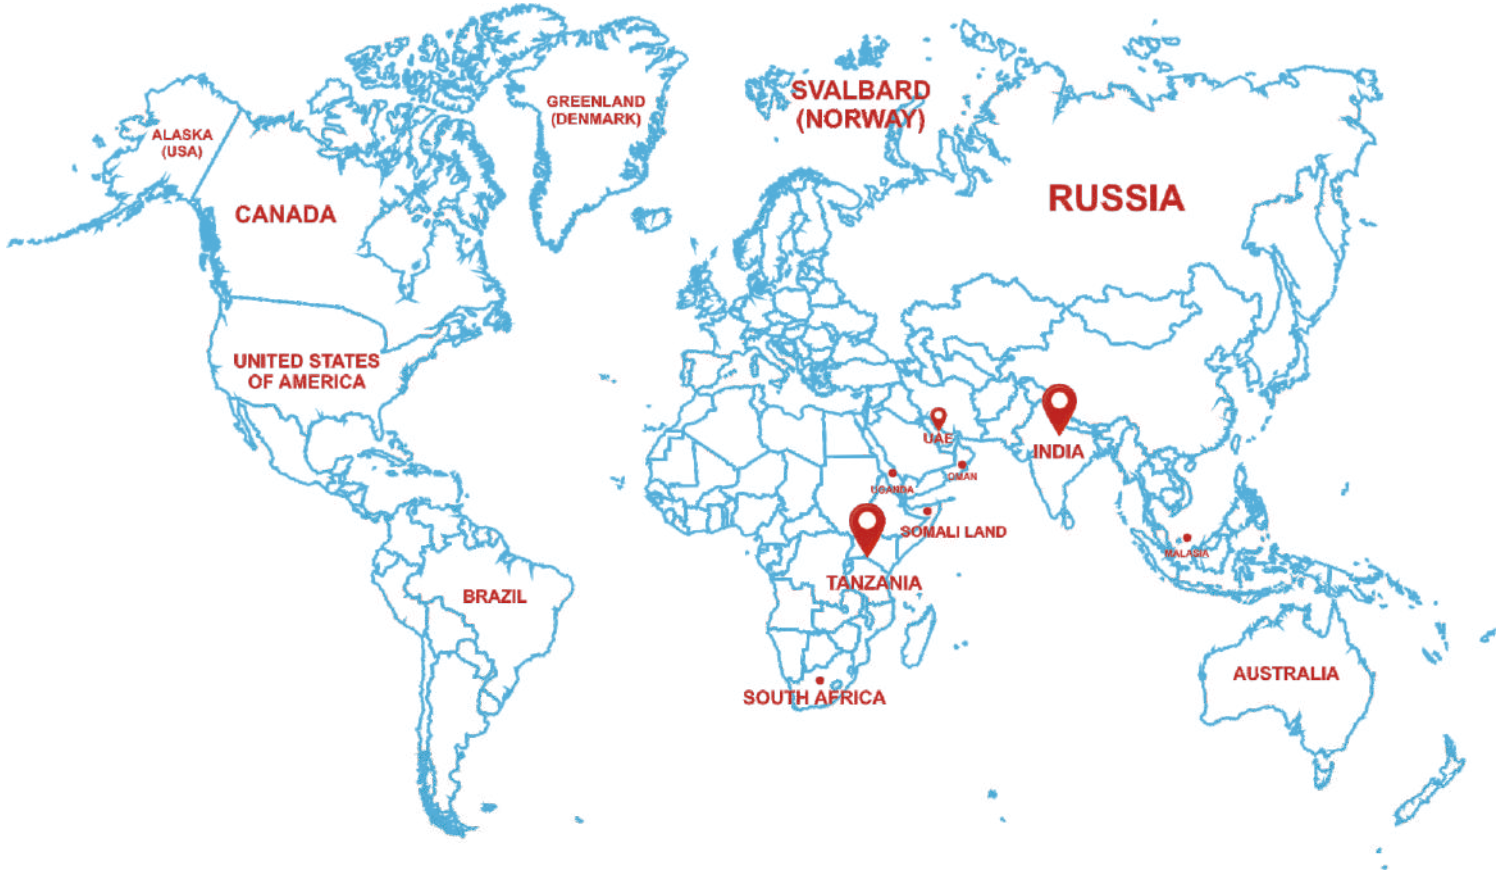 SVALBARD
(NORWAY)
GREENLAND
(DENMARK)
ALASKA
(USA)
CANADA
RUSSIA
UNITED STATES
OF AMERICA
UAE
INDIA
OMAN
UGANDA
SOMALI LAND
MALASIA
TANZANIA
BRAZIL
AUSTRALIA
SOUTH AFRICA